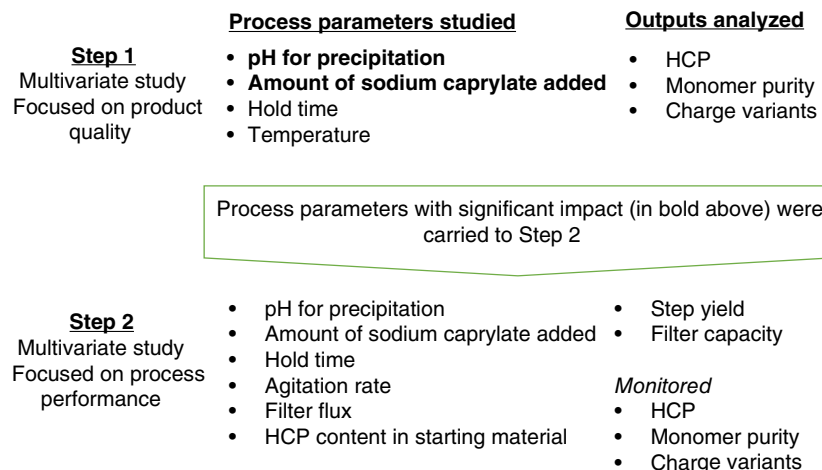 Process parameters studied
Outputs analyzed
Step 1
Multivariate study
Focused on product
quality
• pH for precipitation
• Amount of sodium caprylate added
• Hold time
• Temperature
• HCP
• Monomer purity
• Charge variants
Process parameters with significant impact (in bold above) were
carried to Step 2
Step 2
Multivariate study
Focused on process
performance
• pH for precipitation
• Amount of sodium caprylate added
• Hold time
• Agitation rate
• Filter flux
• HCP content in starting material
• Step yield
• Filter capacity
Monitored
• HCP
• Monomer purity
• Charge variants